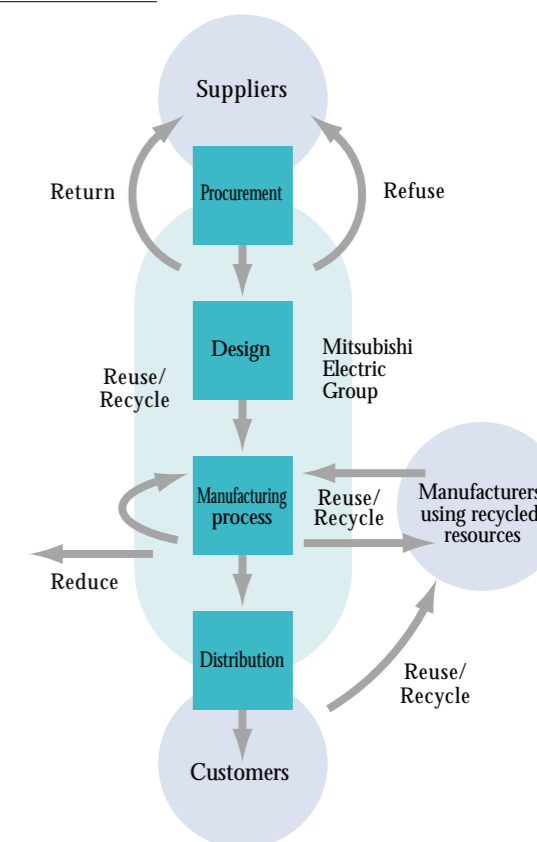 Suppliers
Return
Procurement
Refuse
Design
Mitsubishi
Electric
Group
Reuse/
Recycle
Manufacturing
process
Reuse/
Recycle
Manufacturers
using recycled
resources
Reduce
Distribution
Reuse/
Recycle
Customers